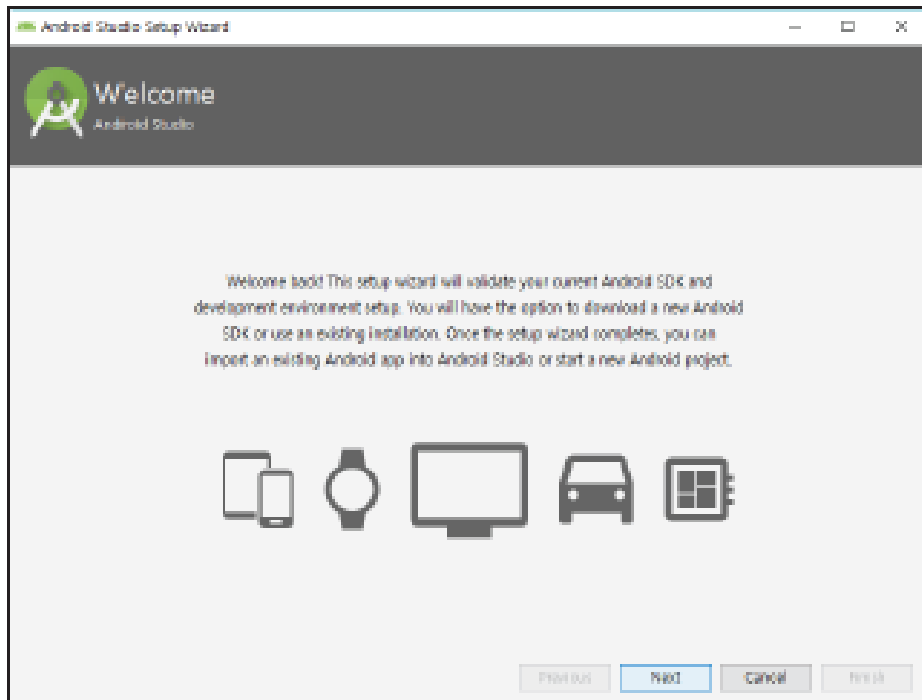 Android Studio Setup Wizard
Welcome
Android Studio
Welcome back! This setup wizard will validate your current Android SDK and
development environment setup. You will have the option to download a new Android
SDK or use an existing installation. Once the setup wizard completes, you can
import an existing Android app into Android Studio or start a new Android project.
Previous Next Cancel Finish